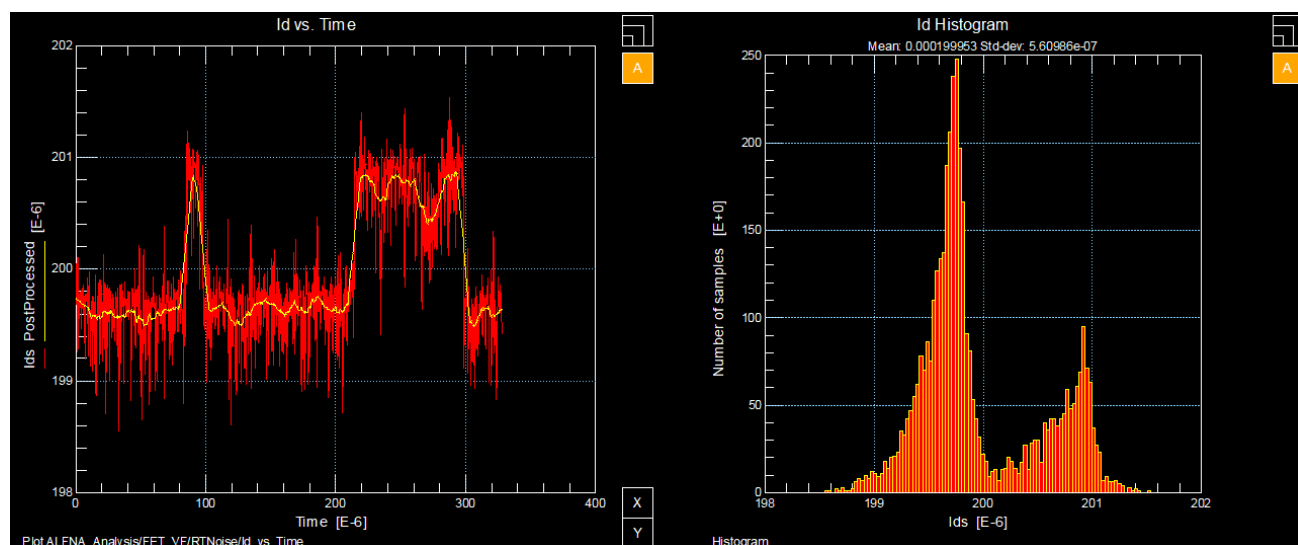 Id vs. Time
A
202
201
200
199
198
Ids PostProcessed [E-6]
0
100
200
300
400
Time [E-6]
X
Y
Plot ALFNA_Analysis/FET_VF/RTNoise/Id_vs_Time
Id Histogram
Mean: 0.000199953 Std-dev: 5.60986e-07
A
250
200
150
100
50
0
Number of samples [E+0]
198
199
200
201
202
Ids [E-6]
Histogram